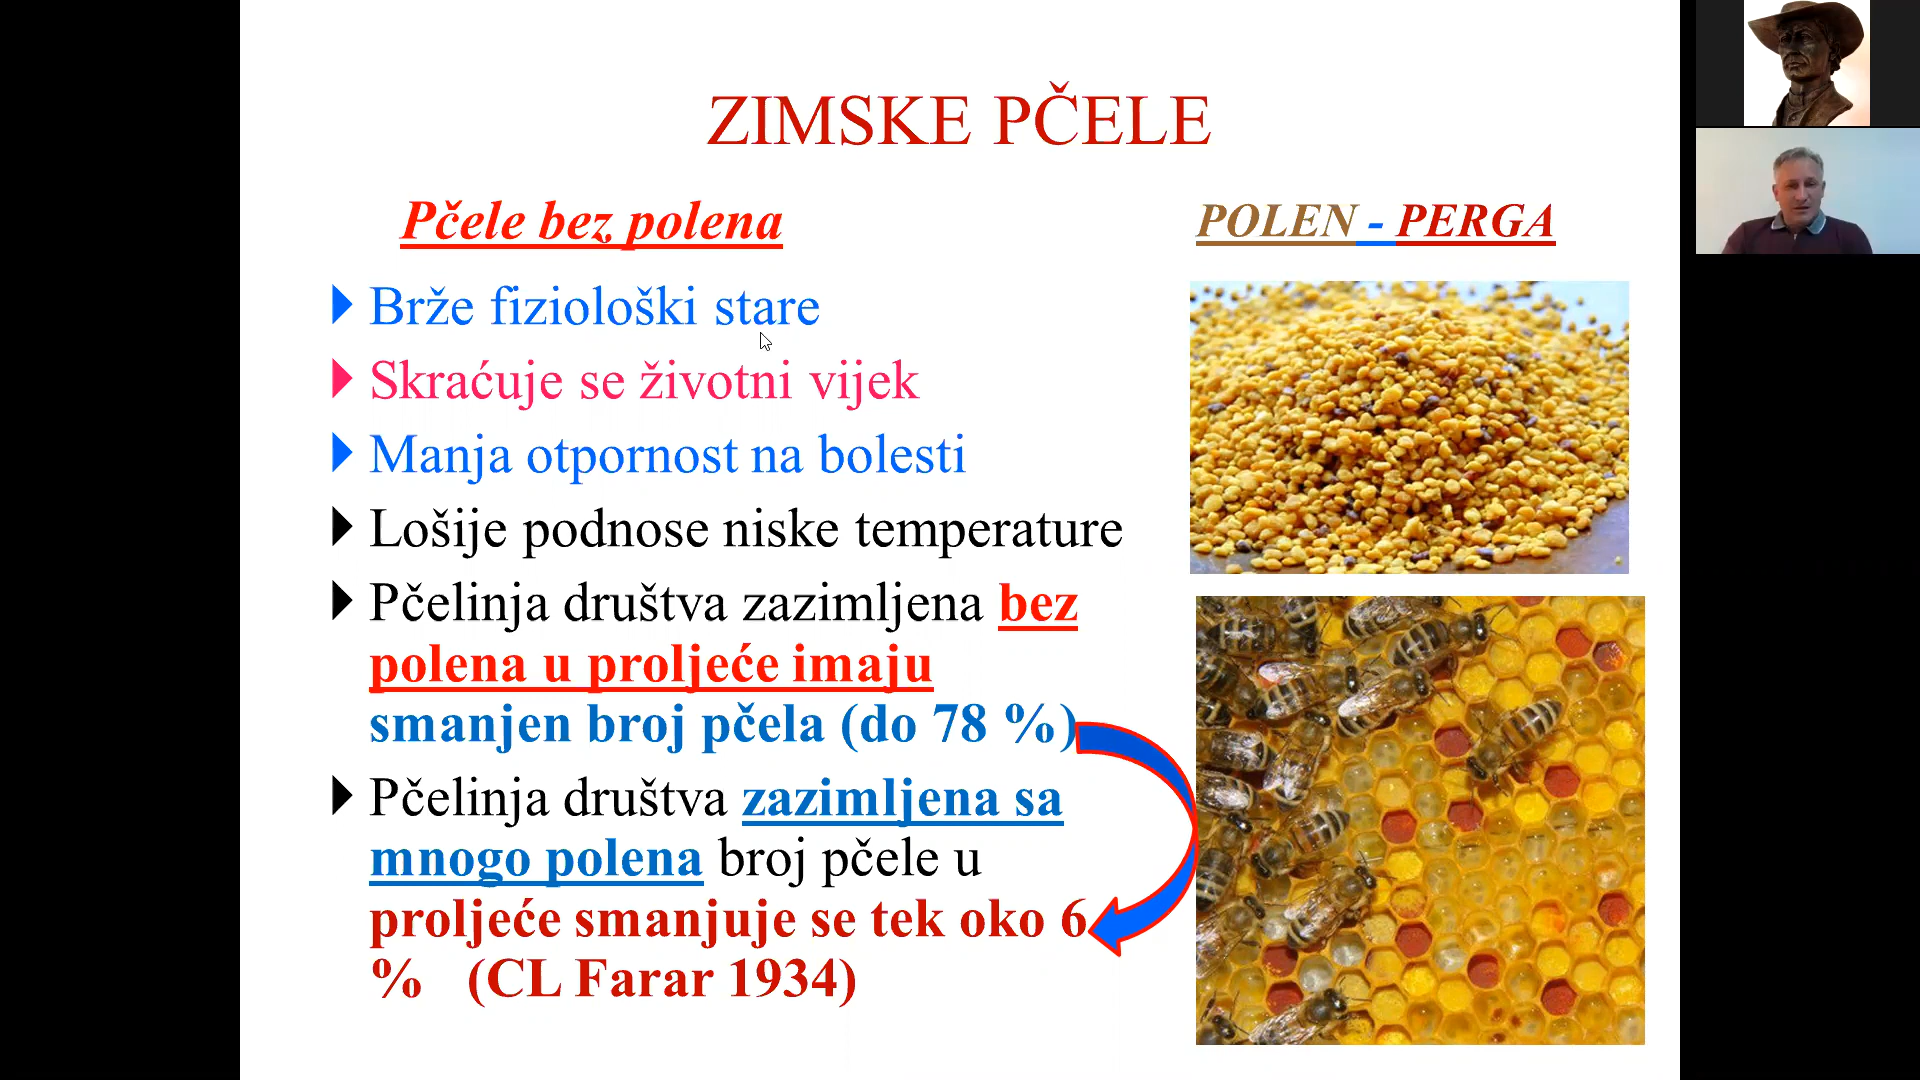 ZIMSKE PČELE
Pčele bez polena
Brže fiziološki stare
Skraćuje se životni vijek
Manja otpornost na bolesti
Lošije podnose niske temperature
Pčelinja društva zazimljena bez
polena u proljeće imaju
smanjen broj pčela (do 78 %)
Pčelinja društva zazimljena sa
mnogo polena broj pčele u
proljeće smanjuje se tek oko 6
% (CL Farar 1934)
POLEN - PERGA